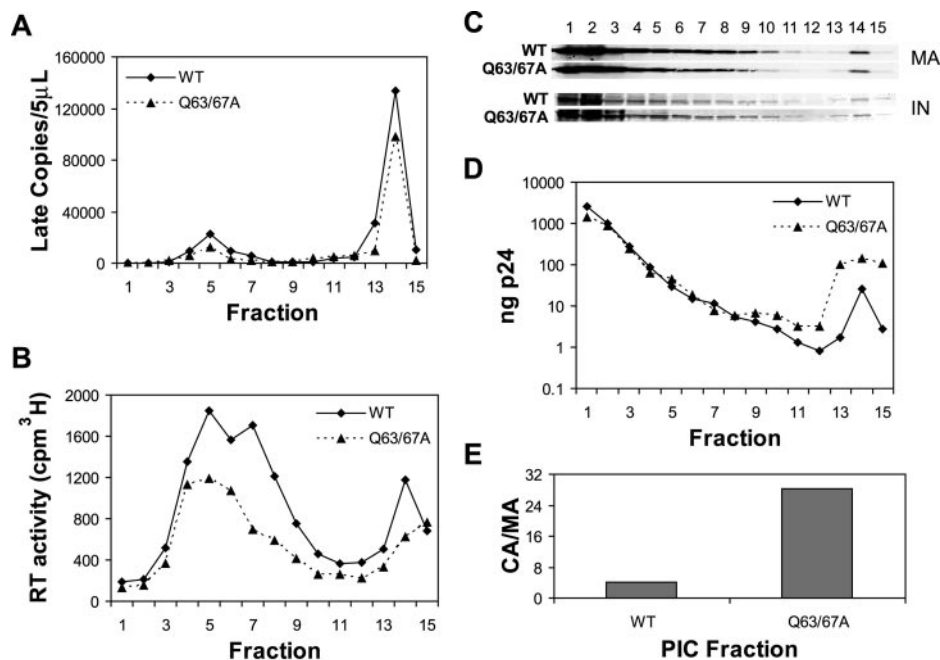 A
Late Copies/5μL
160000
120000
80000
40000
0
WT
Q63/67A
1 3 5 7 9 11 13 15
Fraction
B
RT activity (cpm ³H)
2000
1600
1200
800
400
0
WT
Q63/67A
1 3 5 7 9 11 13 15
Fraction
C
1 2 3 4 5 6 7 8 9 10 11 12 13 14 15
WT
Q63/67A
MA
WT
Q63/67A
IN
D
ng p24
10000
1000
100
10
1
0.1
WT
Q63/67A
1 3 5 7 9 11 13 15
Fraction
E
CA/MA
32
24
16
8
0
WT Q63/67A
PIC Fraction